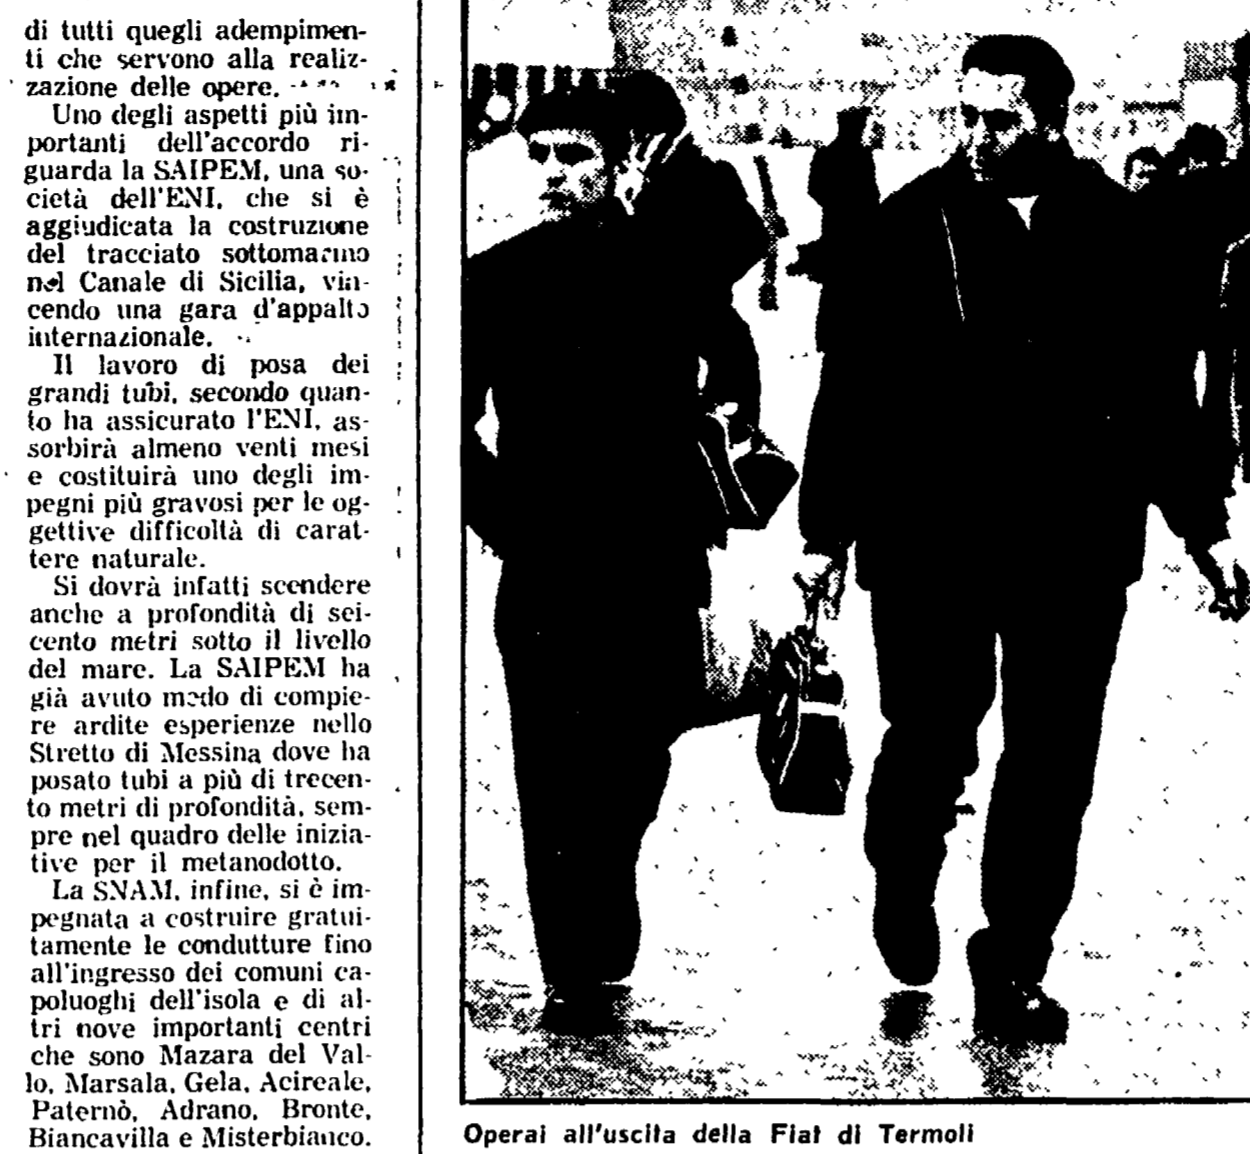 di tutti quegli adempimen-
ti che servono alla realiz-
zazione delle opere.
Uno degli aspetti più im-
portanti dell'accordo ri-
guarda la SAIPEM, una so-
cietà dell'ENI, che si è
aggiudicata la costruzione
del tracciato sottomarino
nel Canale di Sicilia, vin-
cendo una gara d'appalto
internazionale.
Il lavoro di posa dei
grandi tubi, secondo quan-
to ha assicurato l'ENI, as-
sorbirà almeno venti mesi
e costituirà uno degli im-
pegni più gravosi per le og-
gettive difficoltà di carat-
tere naturale.
Si dovrà infatti scendere
anche a profondità di sei-
cento metri sotto il livello
del mare. La SAIPEM ha
già avuto modo di compie-
re ardite esperienze nello
Stretto di Messina dove ha
posato tubi a più di trecen-
to metri di profondità, sem-
pre nel quadro delle inizia-
tive per il metanodotto.
La SNAM, infine, si è im-
pegnata a costruire gratui-
tamente le condutture fino
all'ingresso dei comuni ca-
poluoghi dell'isola e di al-
tri nove importanti centri
che sono Mazara del Val-
lo, Marsala, Gela, Acireale,
Paternò, Adrano, Bronte,
Biancavilla e Misterbianco.
Operai all'uscita della Fiat di Termoli